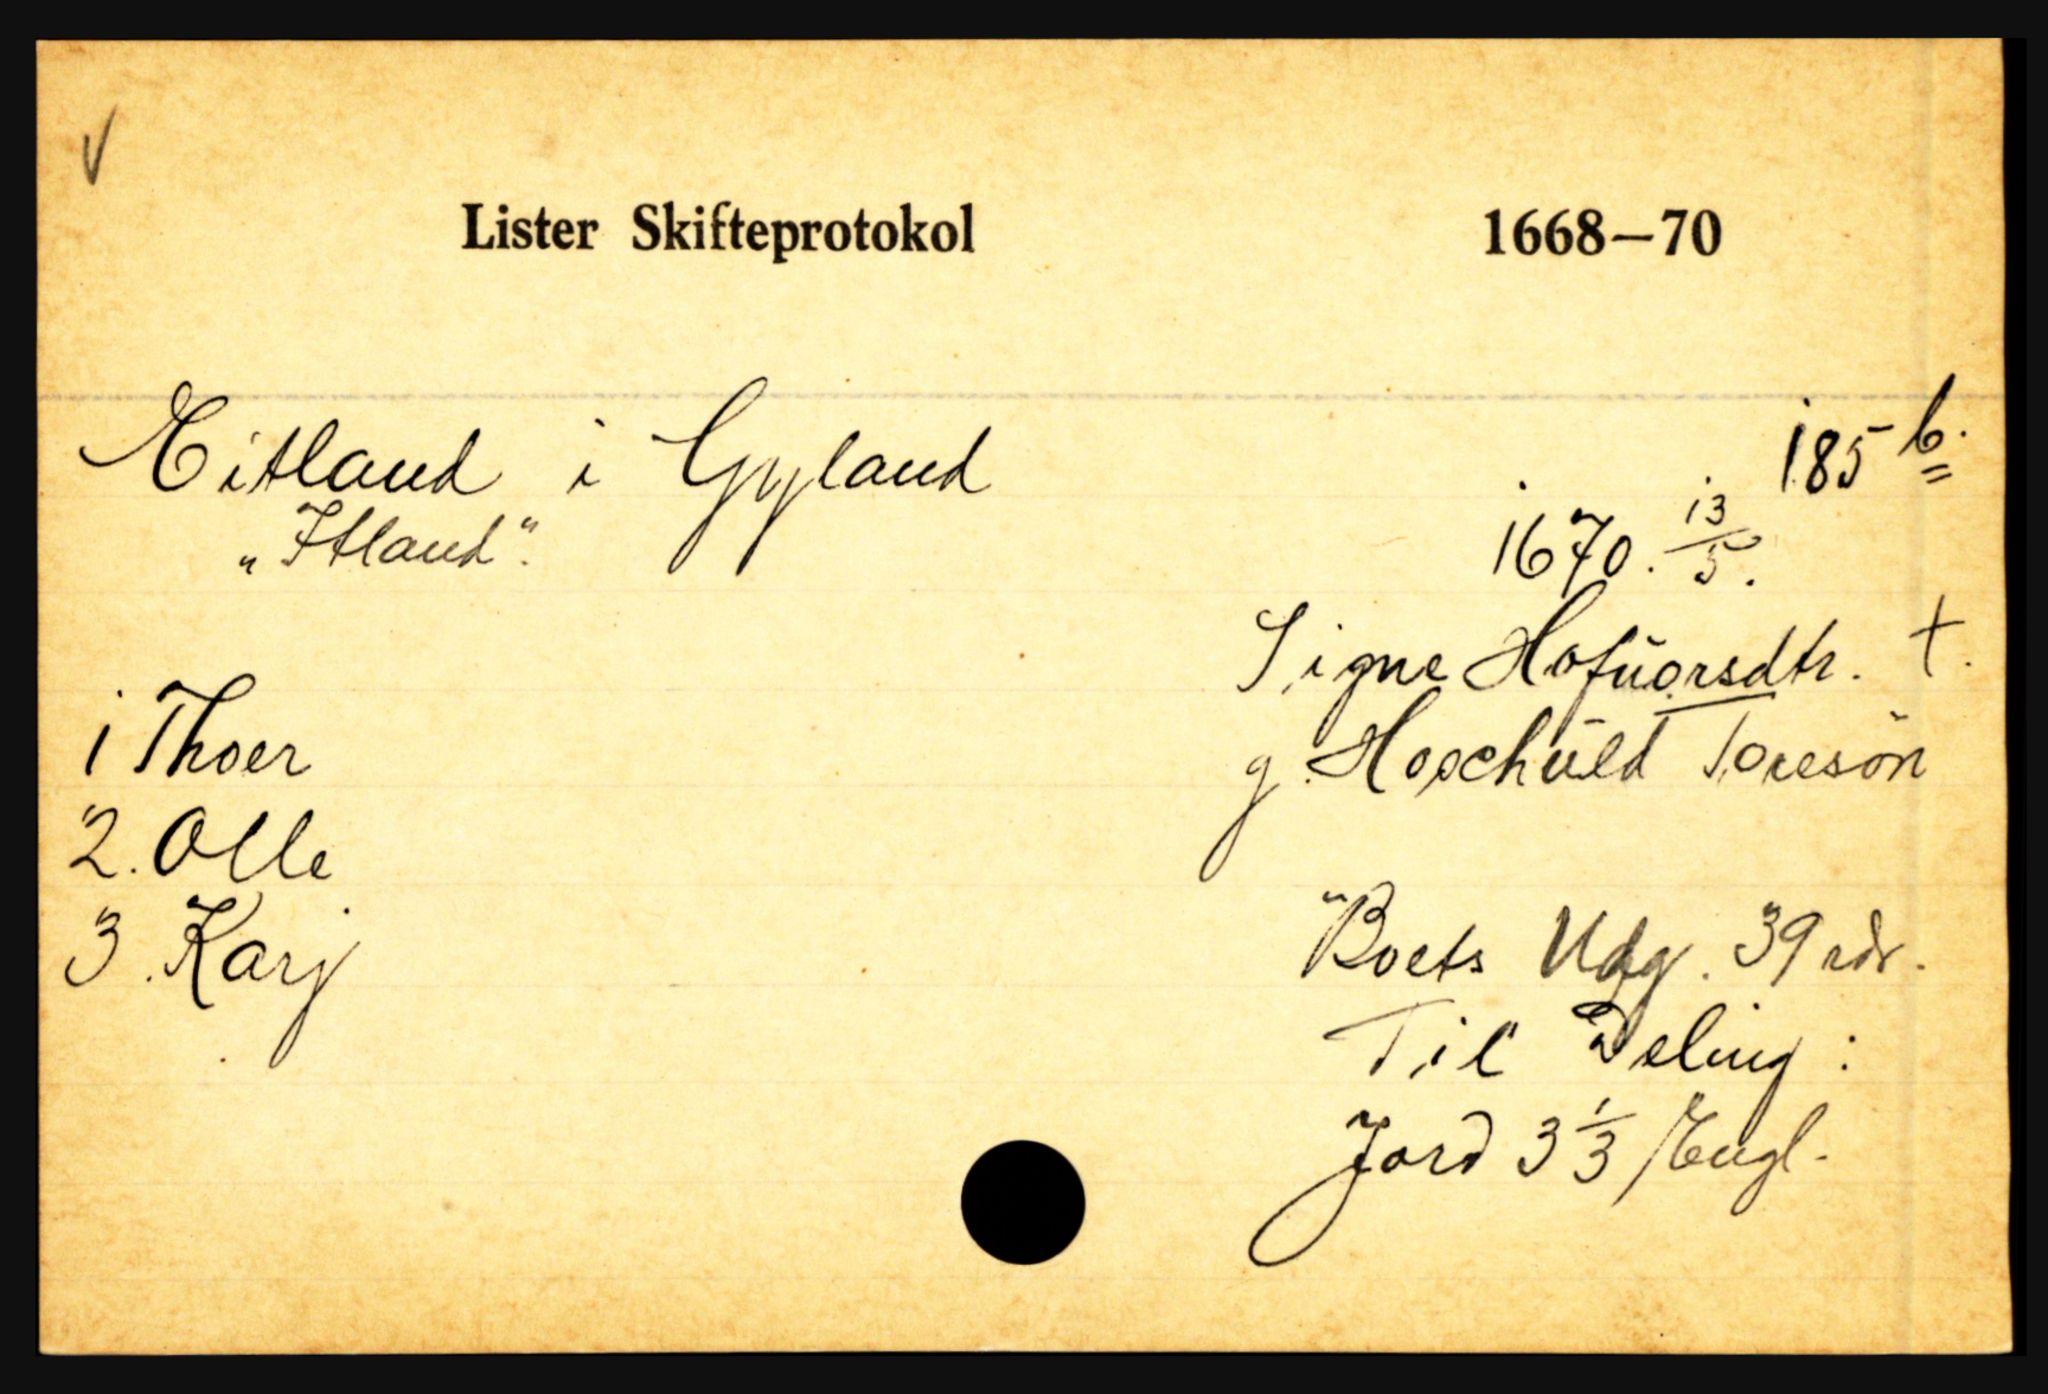 V
Lister Skifteprotokol 1668—70
Eitland i Gyland 185 b.
"Itland". 1670. 13/5.
Signe Hofuorsdtr. †.
1 Thoer g. Hoschuld Toresön
2. Olle
3. Karj Boets Udg. 39 rdr.
Til Deling:
Jord 3 1/3 Engl.